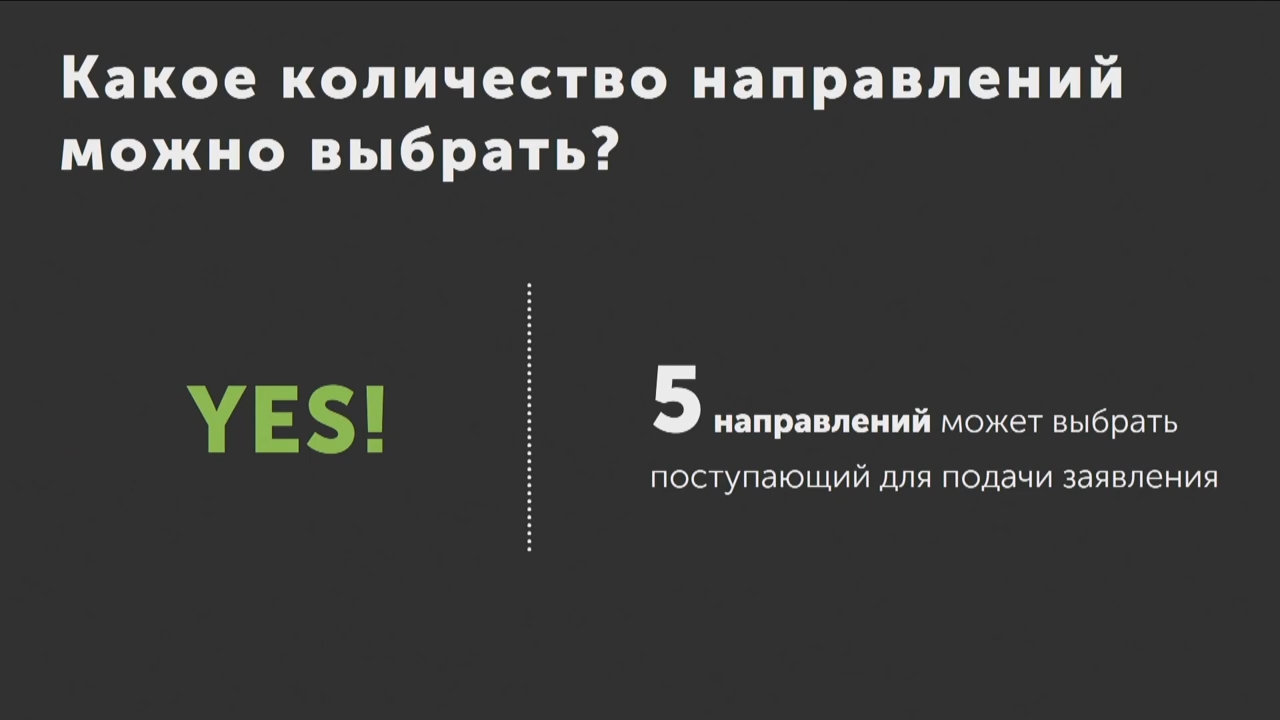 Какое количество направлений
можно выбрать?
YES!
5 направлений может выбрать
поступающий для подачи заявления